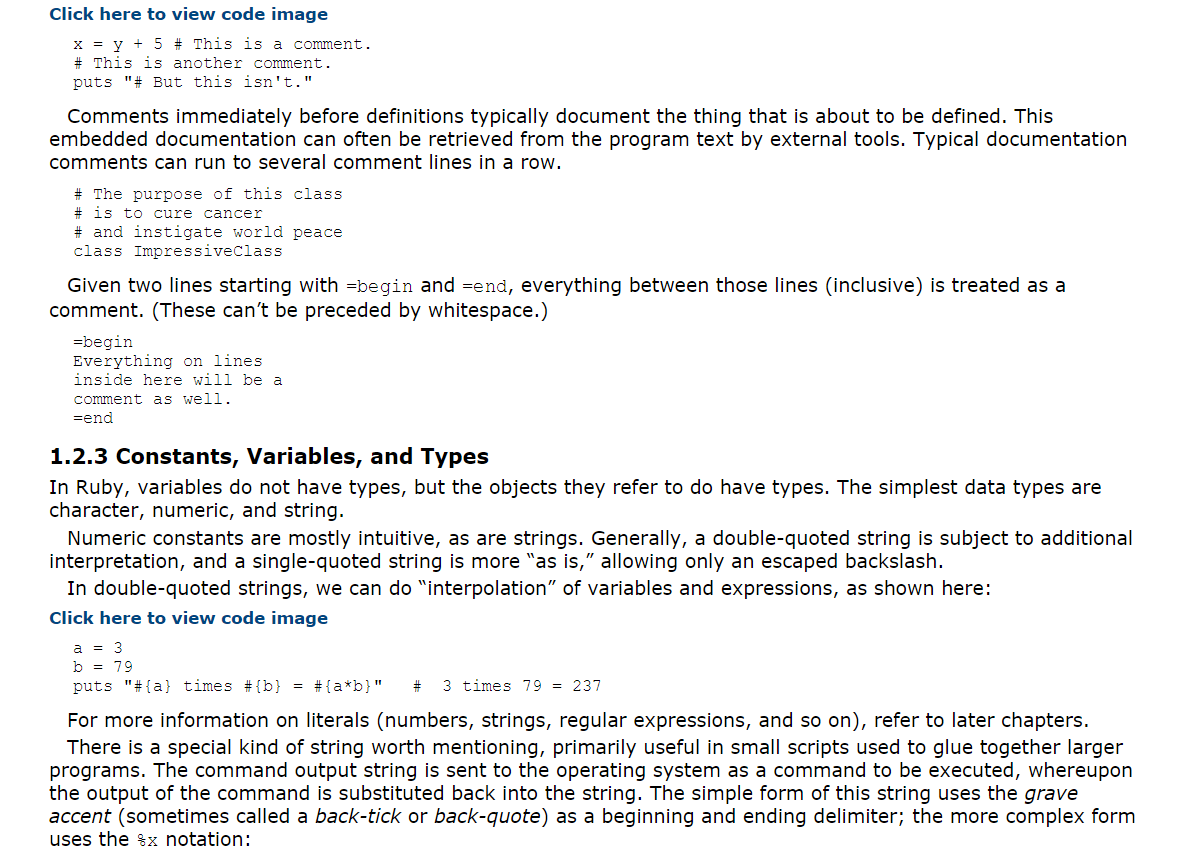 Click here to view code image
x = y + 5 # This is a comment.
# This is another comment.
puts "# But this isn't."
Comments immediately before definitions typically document the thing that is about to be defined. This
embedded documentation can often be retrieved from the program text by external tools. Typical documentation
comments can run to several comment lines in a row.
# The purpose of this class
# is to cure cancer
# and instigate world peace
class ImpressiveClass
Given two lines starting with =begin and =end, everything between those lines (inclusive) is treated as a
comment. (These can’t be preceded by whitespace.)
=begin
Everything on lines
inside here will be a
comment as well.
=end
1.2.3 Constants, Variables, and Types
In Ruby, variables do not have types, but the objects they refer to do have types. The simplest data types are
character, numeric, and string.
Numeric constants are mostly intuitive, as are strings. Generally, a double-quoted string is subject to additional
interpretation, and a single-quoted string is more “as is,” allowing only an escaped backslash.
In double-quoted strings, we can do “interpolation” of variables and expressions, as shown here:
Click here to view code image
a = 3
b = 79
puts "#{a} times #{b} = #{a*b}"   #  3 times 79 = 237
For more information on literals (numbers, strings, regular expressions, and so on), refer to later chapters.
There is a special kind of string worth mentioning, primarily useful in small scripts used to glue together larger
programs. The command output string is sent to the operating system as a command to be executed, whereupon
the output of the command is substituted back into the string. The simple form of this string uses the grave
accent (sometimes called a back-tick or back-quote) as a beginning and ending delimiter; the more complex form
uses the %x notation: